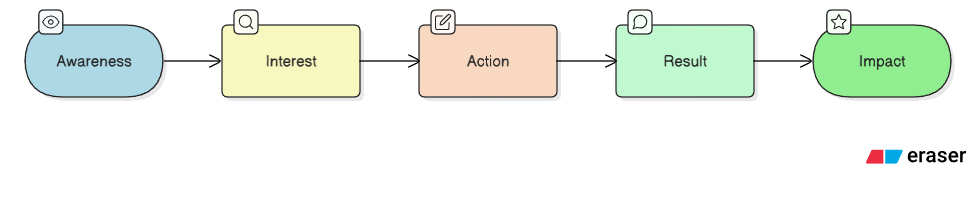 Awareness
Interest
Action
Result
Impact
eraser